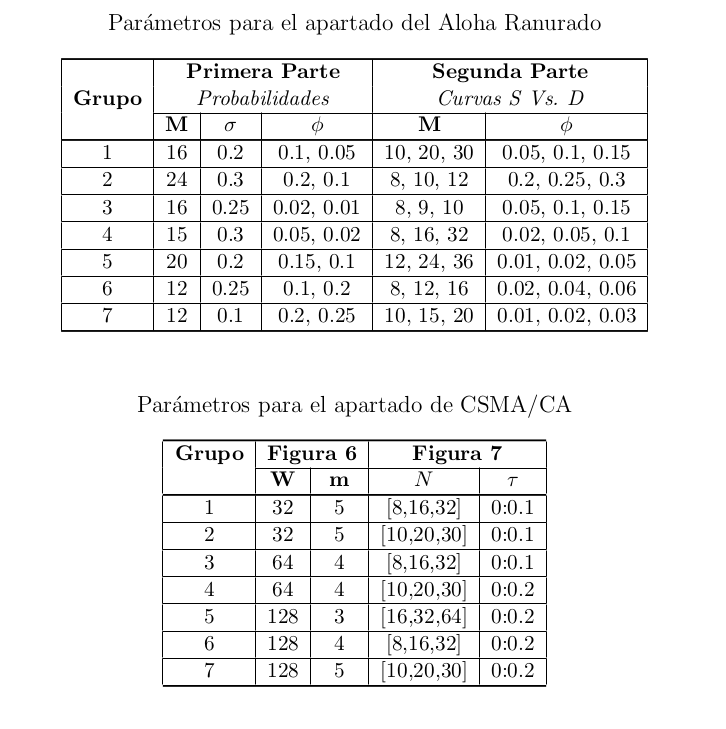 Parámetros para el apartado del Aloha Ranurado
Primera Parte Segunda Parte
Grupo Probabilidades Curvas S Vs. D
M σ ϕ M ϕ
1 16 0.2 0.1, 0.05 10, 20, 30 0.05, 0.1, 0.15
2 24 0.3 0.2, 0.1 8, 10, 12 0.2, 0.25, 0.3
3 16 0.25 0.02, 0.01 8, 9, 10 0.05, 0.1, 0.15
4 15 0.3 0.05, 0.02 8, 16, 32 0.02, 0.05, 0.1
5 20 0.2 0.15, 0.1 12, 24, 36 0.01, 0.02, 0.05
6 12 0.25 0.1, 0.2 8, 12, 16 0.02, 0.04, 0.06
7 12 0.1 0.2, 0.25 10, 15, 20 0.01, 0.02, 0.03
Parámetros para el apartado de CSMA/CA
Grupo Figura 6 Figura 7
W m N τ
1 32 5 [8,16,32] 0:0.1
2 32 5 [10,20,30] 0:0.1
3 64 4 [8,16,32] 0:0.1
4 64 4 [10,20,30] 0:0.2
5 128 3 [16,32,64] 0:0.2
6 128 4 [8,16,32] 0:0.2
7 128 5 [10,20,30] 0:0.2